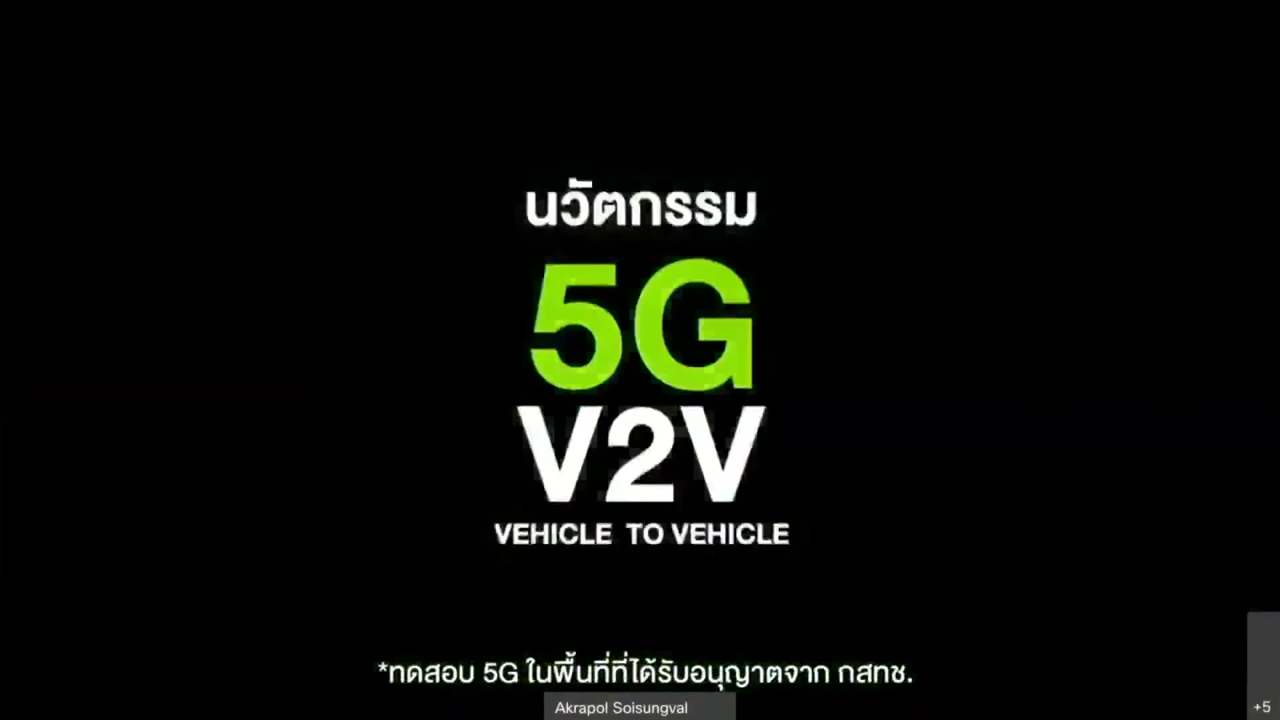 นวัตกรรม
5G
V2V
VEHICLE TO VEHICLE
*ทดสอบ 5G ในพื้นที่ที่ได้รับอนุญาตจาก กสทช.
Akrapol Soisungval
+5